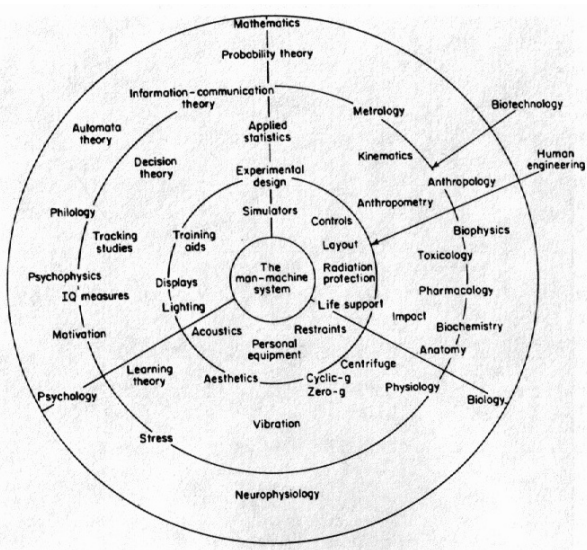 Mathematics
Probability theory
Information-communication
theory
Metrology
Biotechnology
Automata
theory
Applied
statistics
Decision
theory
Kinematics
Human
engineering
Experimental
design
Anthropology
Philology
Simulators
Anthropometry
Tracking
studies
Training
aids
Controls
Biophysics
Layout
Toxicology
Psychophysics
IQ measures
Displays
The
man-machine
system
Radiation
protection
Pharmacology
Lighting
Life support
Motivation
Acoustics
Restraints
Impact
Biochemistry
Personal
equipment
Anatomy
Learning
theory
Centrifuge
Psychology
Aesthetics
Cyclic-g
Zero-g
Physiology
Biology
Stress
Vibration
Neurophysiology